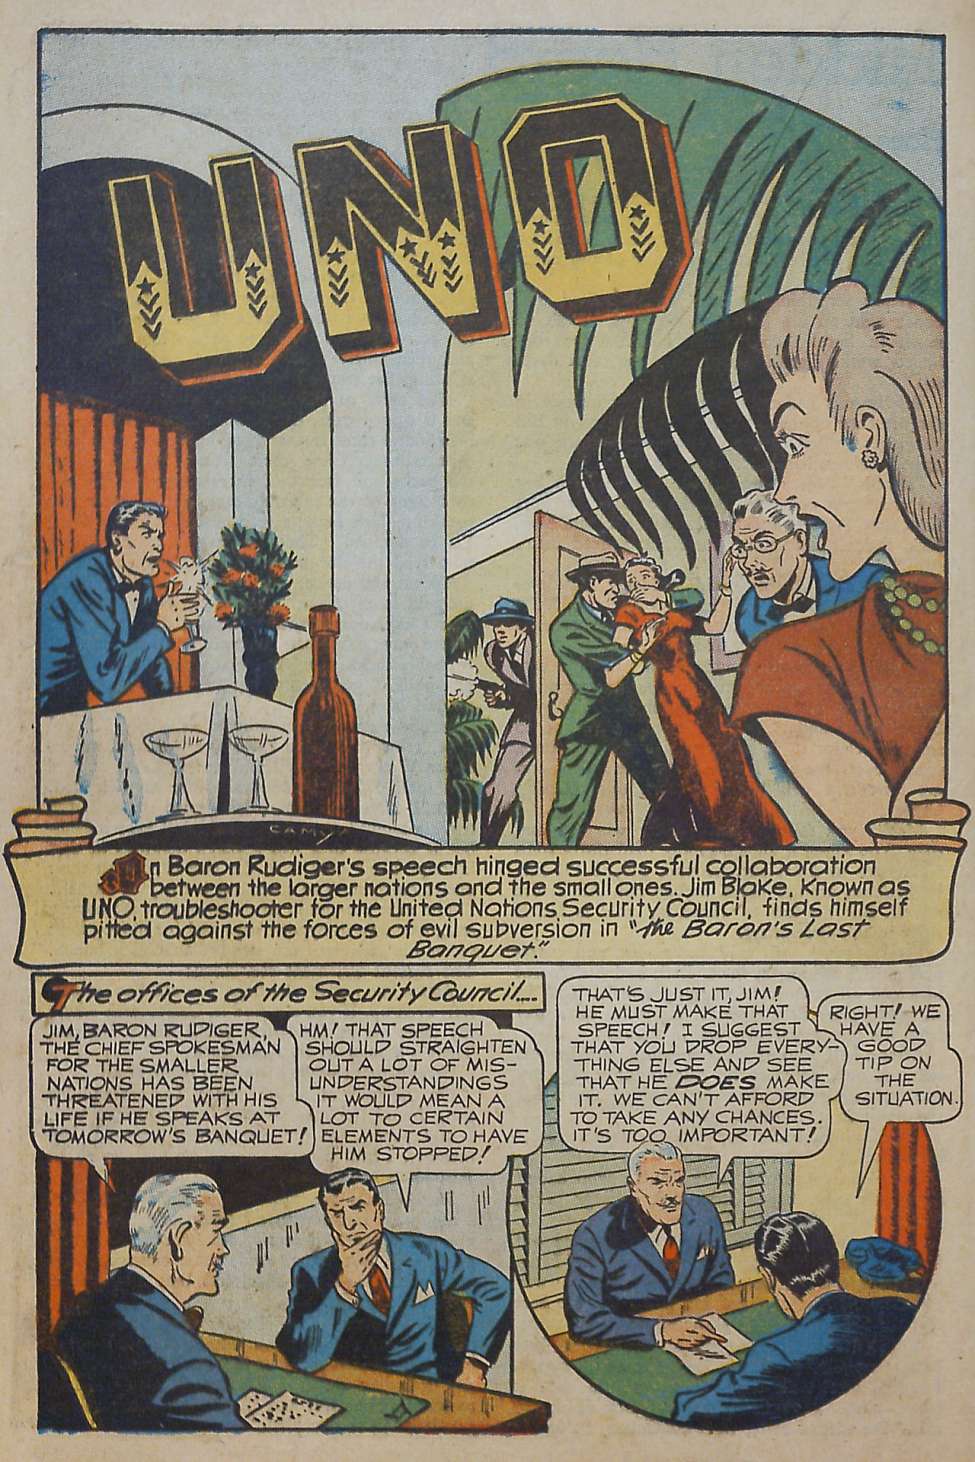 UNO
CAMY
On Baron Rudiger's speech hinged successful collaboration
between the larger nations and the small ones. Jim Blake, known as
UNO, troubleshooter for the United Nations Security Council, finds himself
pitted against the forces of evil subversion in "the Baron's Last
Banquet."
The offices of the Security Council....
JIM, BARON RUDIGER,
THE CHIEF SPOKESMAN
FOR THE SMALLER
NATIONS HAS BEEN
THREATENED WITH HIS
LIFE IF HE SPEAKS AT
TOMORROW'S BANQUET!
HM! THAT SPEECH
SHOULD STRAIGHTEN
OUT A LOT OF MIS-
UNDERSTANDINGS
IT WOULD MEAN A
LOT TO CERTAIN
ELEMENTS TO HAVE
HIM STOPPED!
THAT'S JUST IT, JIM!
HE MUST MAKE THAT
SPEECH! I SUGGEST
THAT YOU DROP EVERY-
THING ELSE AND SEE
THAT HE DOES MAKE
IT. WE CAN'T AFFORD
TO TAKE ANY CHANCES.
IT'S TOO IMPORTANT!
RIGHT! WE
HAVE A
GOOD
TIP ON
THE
SITUATION.